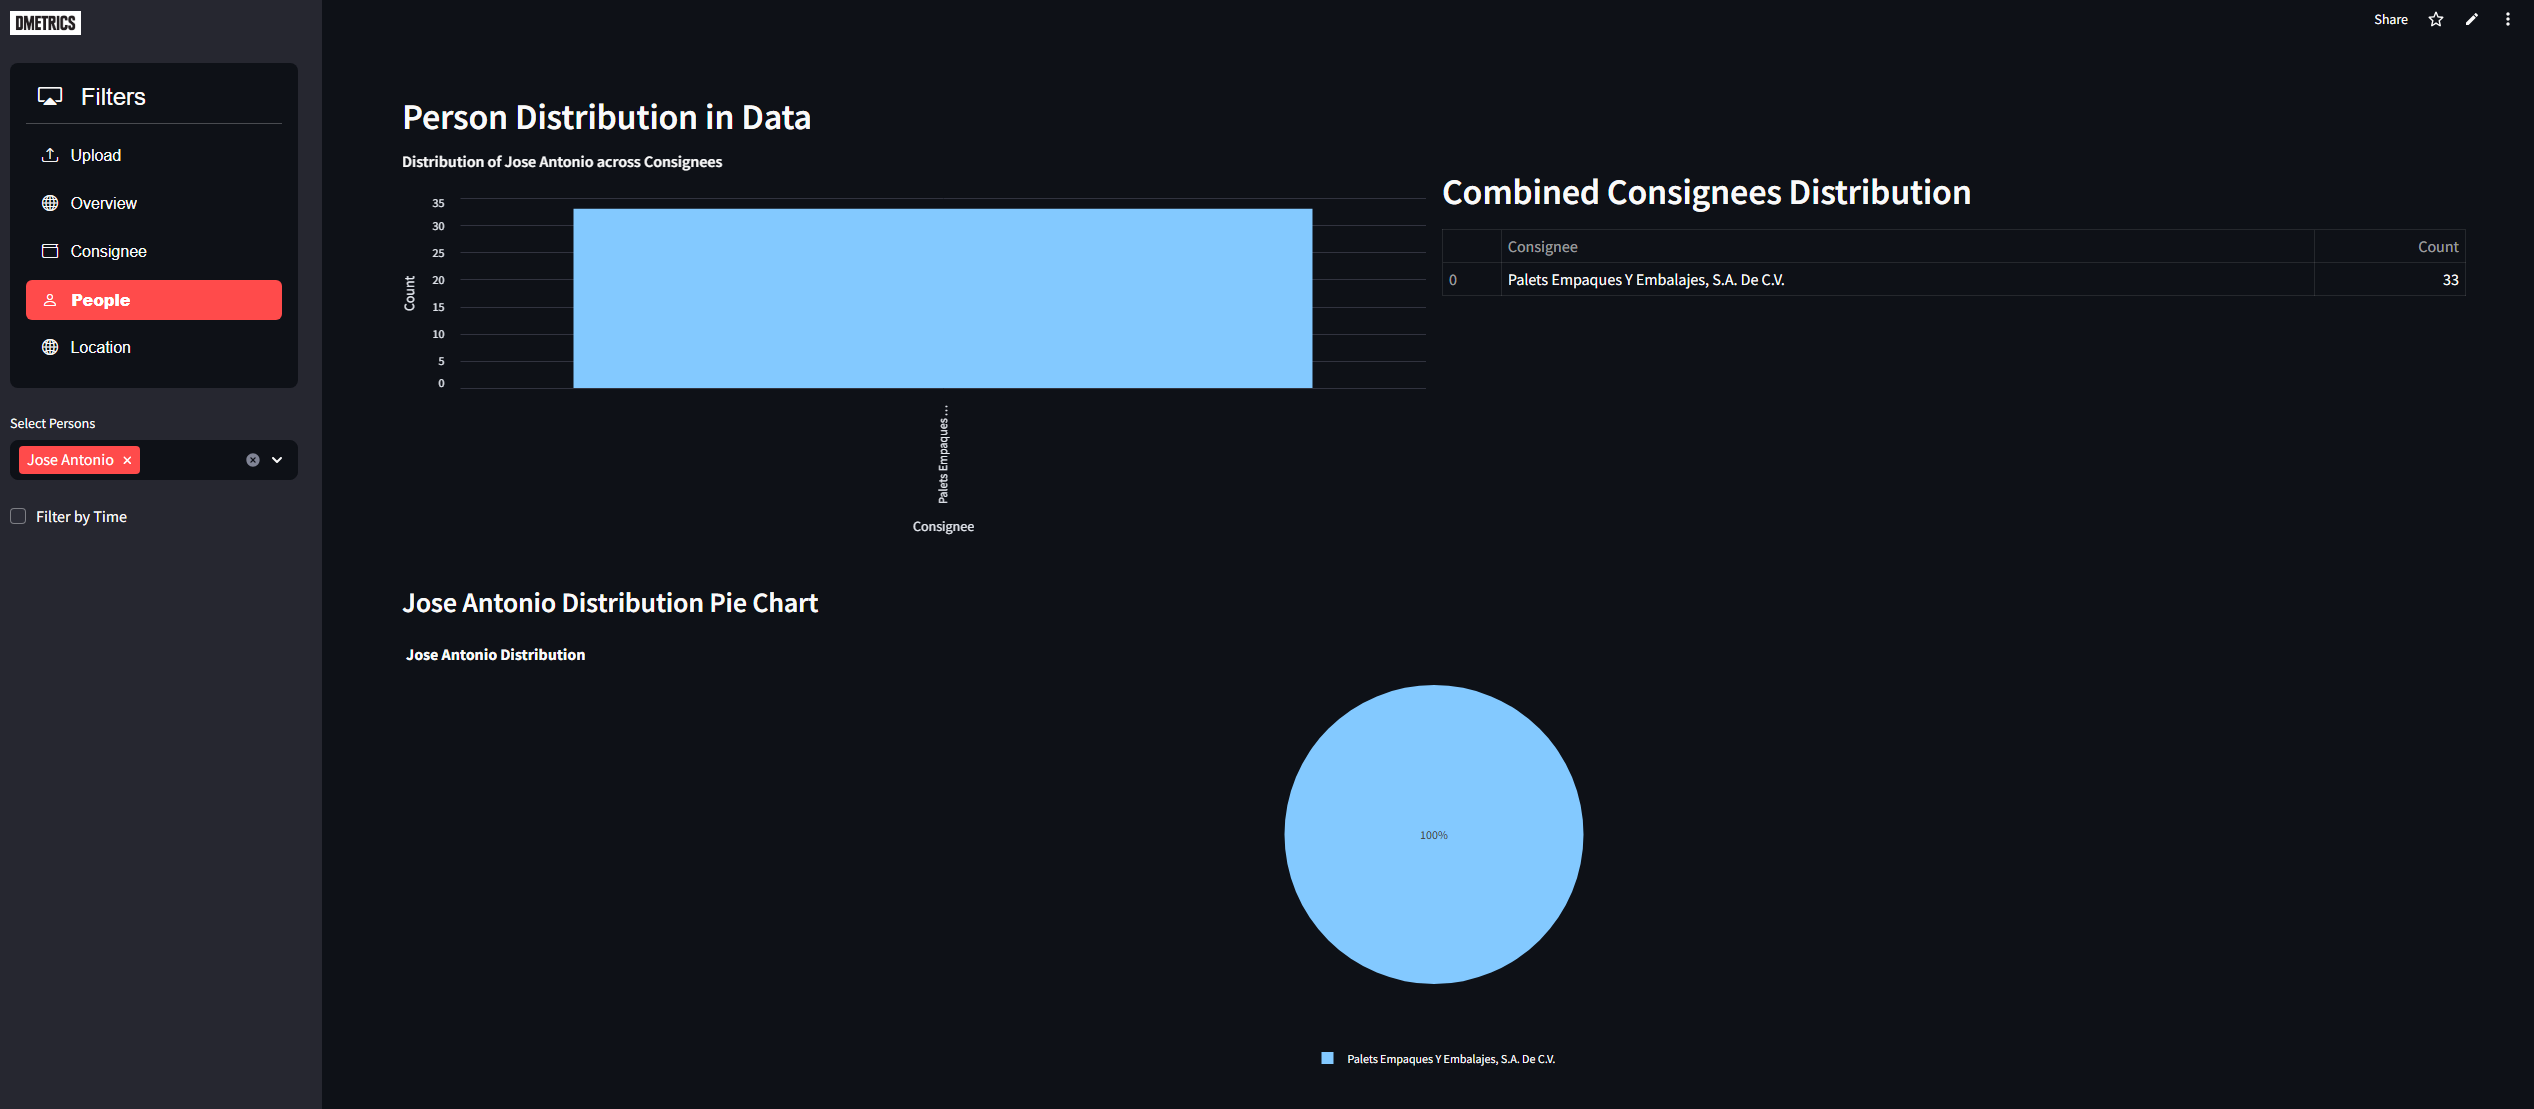 DMETRICS
Filters
Upload
Overview
Consignee
People
Location
Select Persons
Jose Antonio
Filter by Time
Share
Person Distribution in Data
Distribution of Jose Antonio across Consignees
35
30
25
20
15
10
5
0
Count
Palets Empaques …
Consignee
Combined Consignees Distribution
Consignee Count
0 Palets Empaques Y Embalajes, S.A. De C.V. 33
Jose Antonio Distribution Pie Chart
Jose Antonio Distribution
100%
Palets Empaques Y Embalajes, S.A. De C.V.